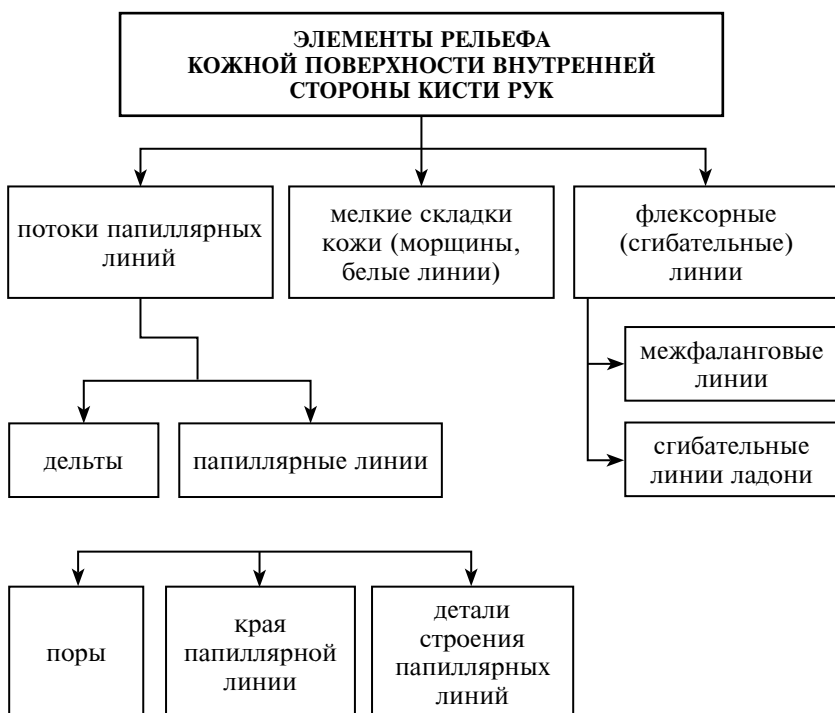 ЭЛЕМЕНТЫ РЕЛЬЕФА
КОЖНОЙ ПОВЕРХНОСТИ ВНУТРЕННЕЙ
СТОРОНЫ КИСТИ РУК
потоки папиллярных
линий
мелкие складки
кожи (морщины,
белые линии)
флексорные
(сгибательные)
линии
межфаланговые
линии
дельты
папиллярные линии
сгибательные
линии ладони
поры
края
папиллярной
линии
детали
строения
папиллярных
линий